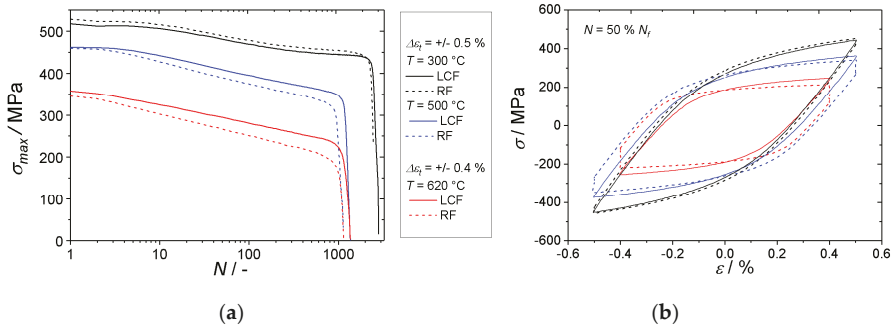 500
400
300
200
100
0
σmax / MPa
1
10
100
1000
N / -
(a)
Δεt = +/- 0.5 %
T = 300 °C
LCF
RF
T = 500 °C
LCF
RF
Δεt = +/- 0.4 %
T = 620 °C
LCF
RF
N = 50 % Nf
600
400
200
0
-200
-400
-600
σ / MPa
-0.6
-0.4
-0.2
0.0
0.2
0.4
0.6
ε / %
(b)